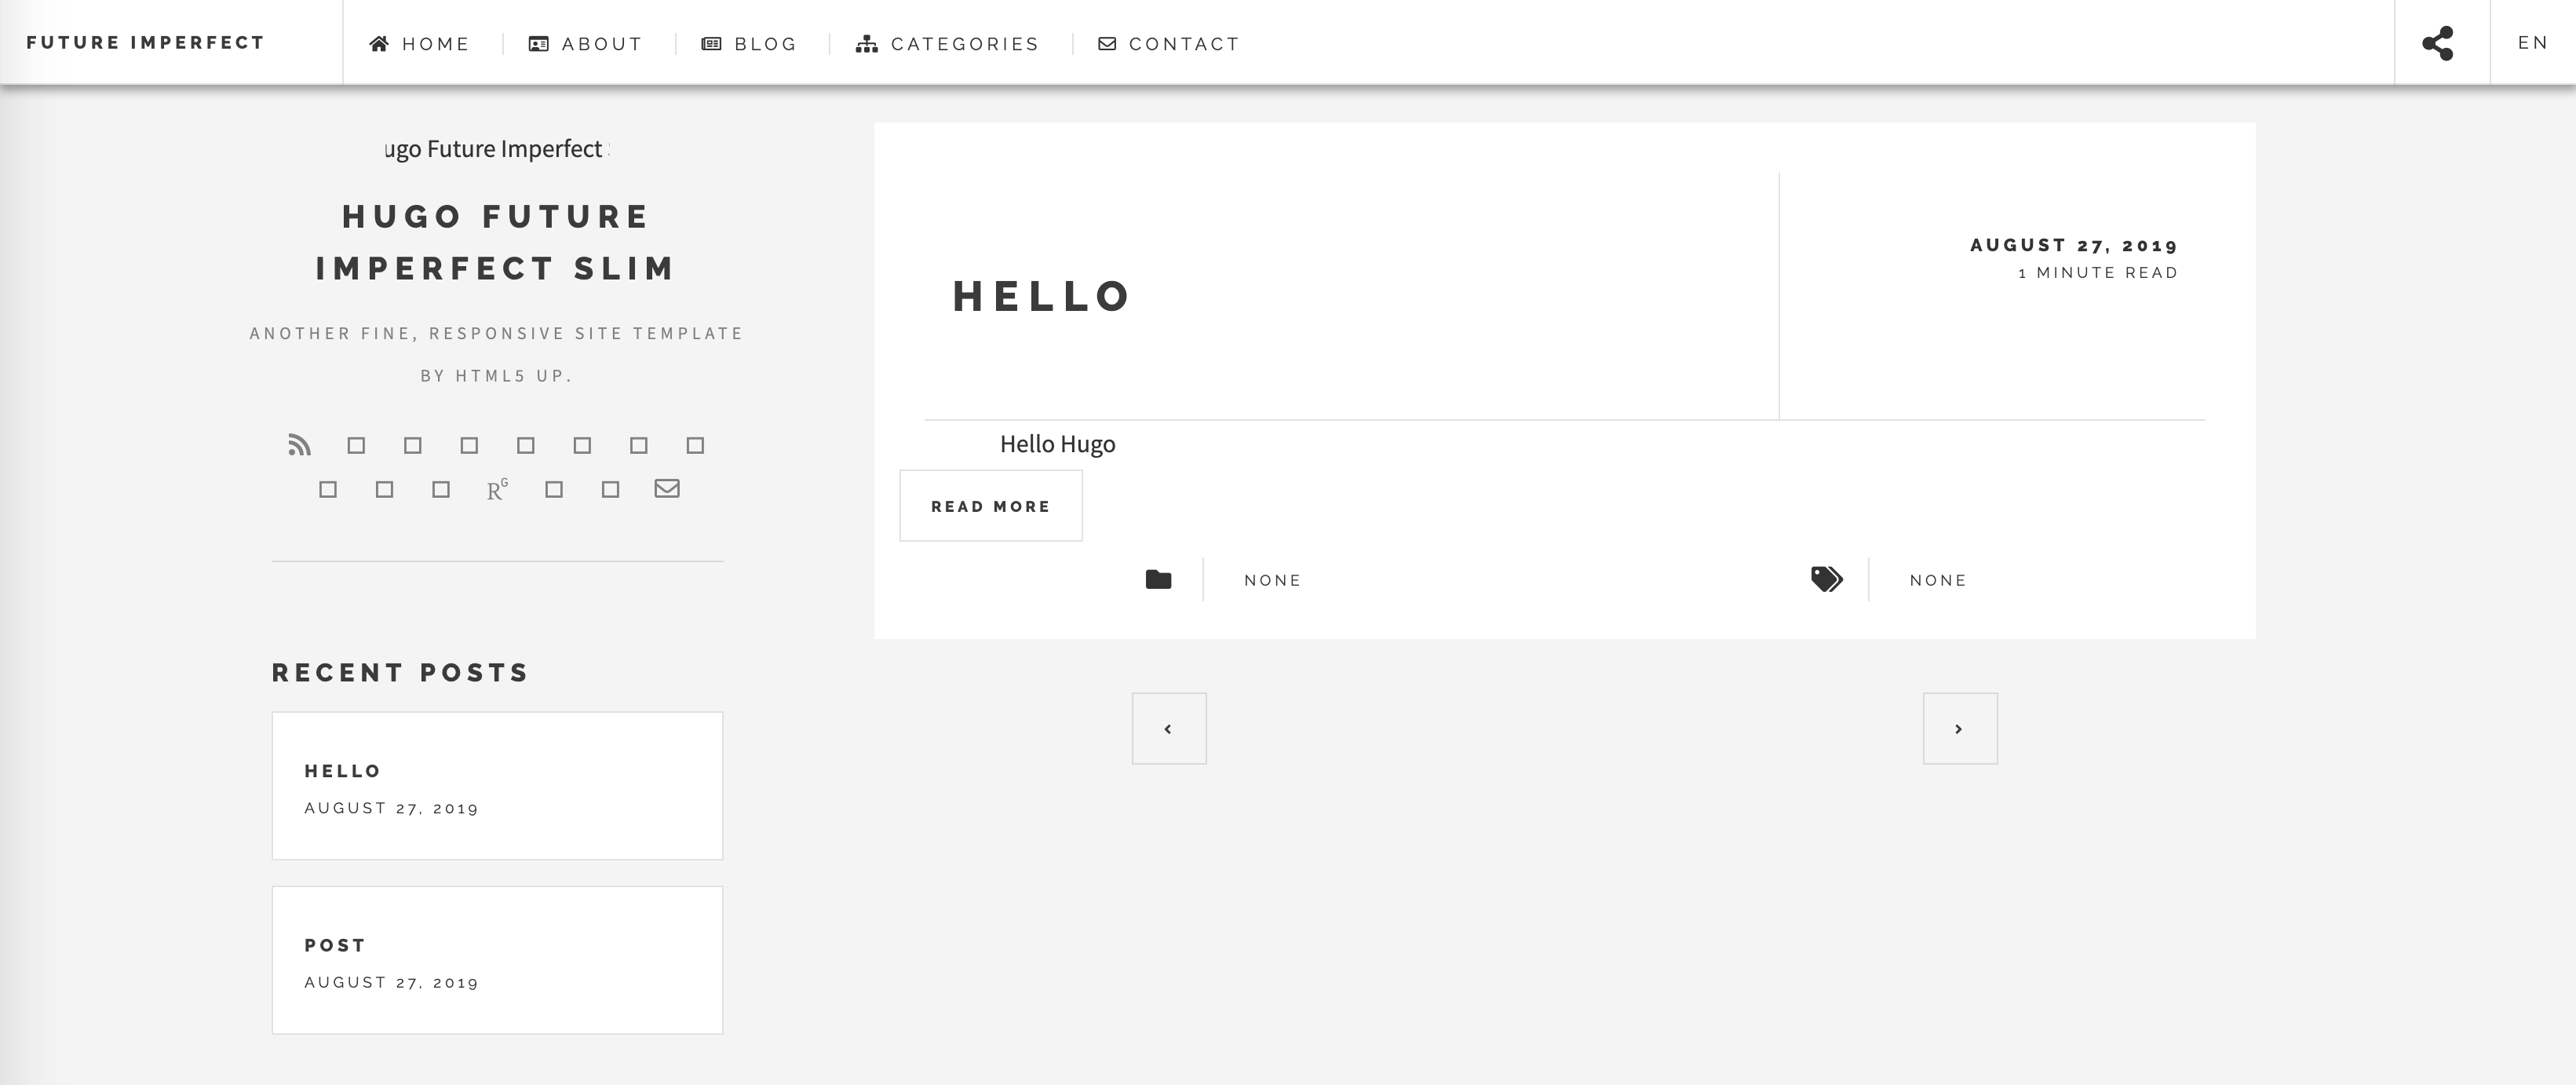 FUTURE IMPERFECT
HOME
ABOUT
BLOG
CATEGORIES
CONTACT
EN
ugo Future Imperfect
HUGO FUTURE
IMPERFECT SLIM
ANOTHER FINE, RESPONSIVE SITE TEMPLATE
BY HTML5 UP.
RG
RECENT POSTS
HELLO
AUGUST 27, 2019
POST
AUGUST 27, 2019
HELLO
AUGUST 27, 2019
1 MINUTE READ
Hello Hugo
READ MORE
NONE
NONE